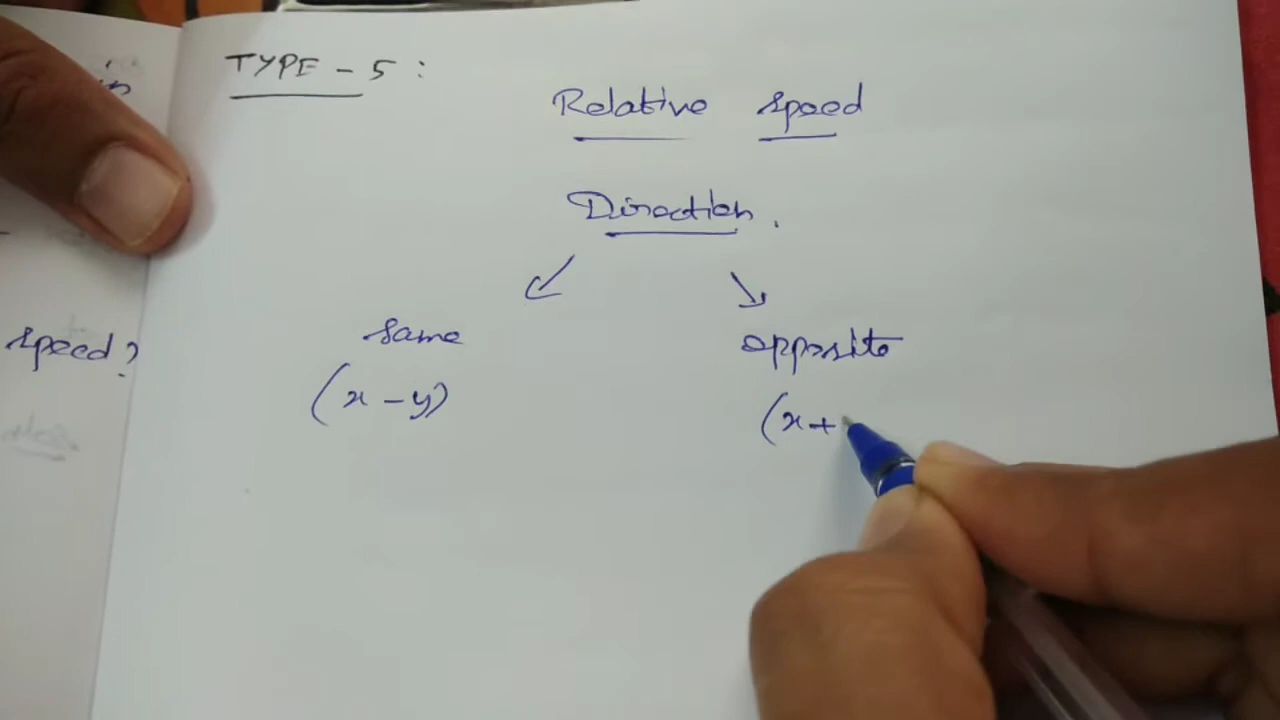 TYPE - 5 :
Relative speed
Direction.
same
opposite
(x - y)
(x +
speed?